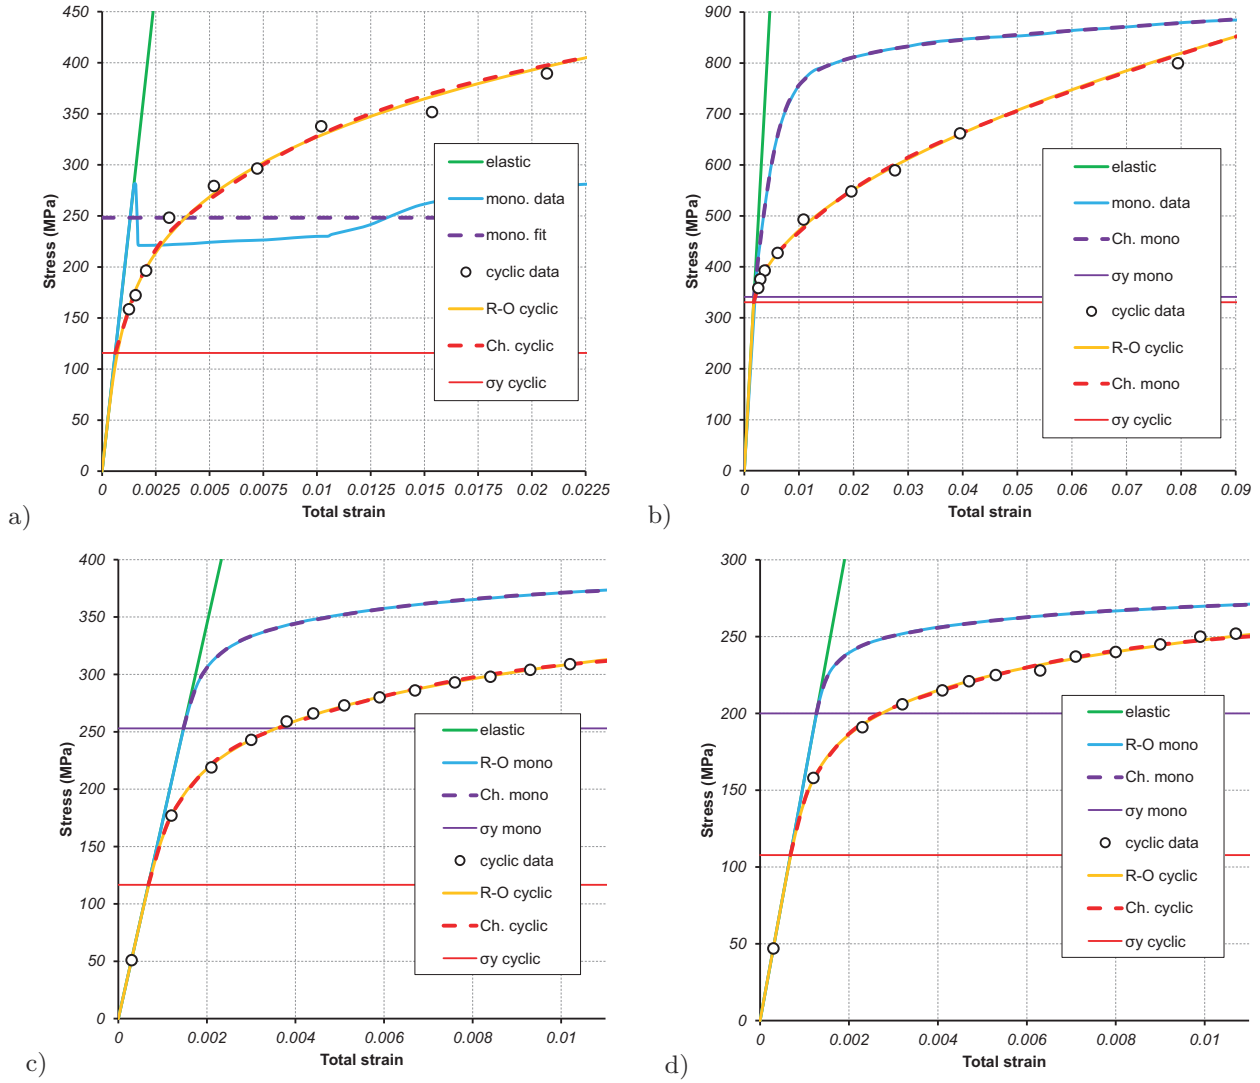 a)
Stress (MPa)
450
400
350
300
250
200
150
100
50
0
0 0.0025 0.005 0.0075 0.01 0.0125 0.015 0.0175 0.02 0.0225
Total strain
elastic
mono. data
mono. fit
cyclic data
R-O cyclic
Ch. cyclic
σy cyclic
b)
Stress (MPa)
900
800
700
600
500
400
300
200
100
0
0 0.01 0.02 0.03 0.04 0.05 0.06 0.07 0.08 0.09
Total strain
elastic
mono. data
Ch. mono
σy mono
cyclic data
R-O cyclic
Ch. mono
σy cyclic
c)
Stress (MPa)
400
350
300
250
200
150
100
50
0
0 0.002 0.004 0.006 0.008 0.01
Total strain
elastic
R-O mono
Ch. mono
σy mono
cyclic data
R-O cyclic
Ch. cyclic
σy cyclic
d)
Stress (MPa)
300
250
200
150
100
50
0
0 0.002 0.004 0.006 0.008 0.01
Total strain
elastic
R-O mono
Ch. mono
σy mono
cyclic data
R-O cyclic
Ch. cyclic
σy cyclic